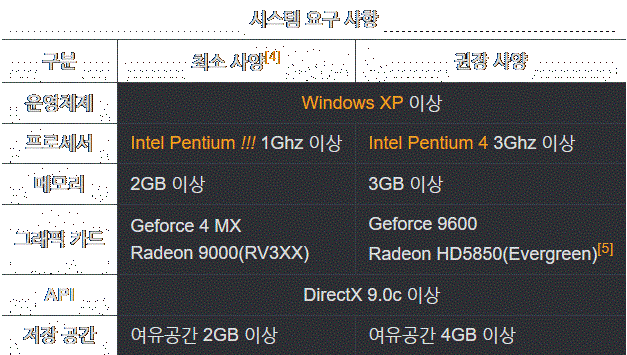 시스템 요구 사항
구분 최소 사양[4] 권장 사양
운영체제 Windows XP 이상
프로세서 Intel Pentium !!! 1Ghz 이상 Intel Pentium 4 3Ghz 이상
메모리 2GB 이상 3GB 이상
그래픽 카드 Geforce 4 MX Geforce 9600
Radeon 9000(RV3XX) Radeon HD5850(Evergreen)[5]
API DirectX 9.0c 이상
저장 공간 여유공간 2GB 이상 여유공간 4GB 이상